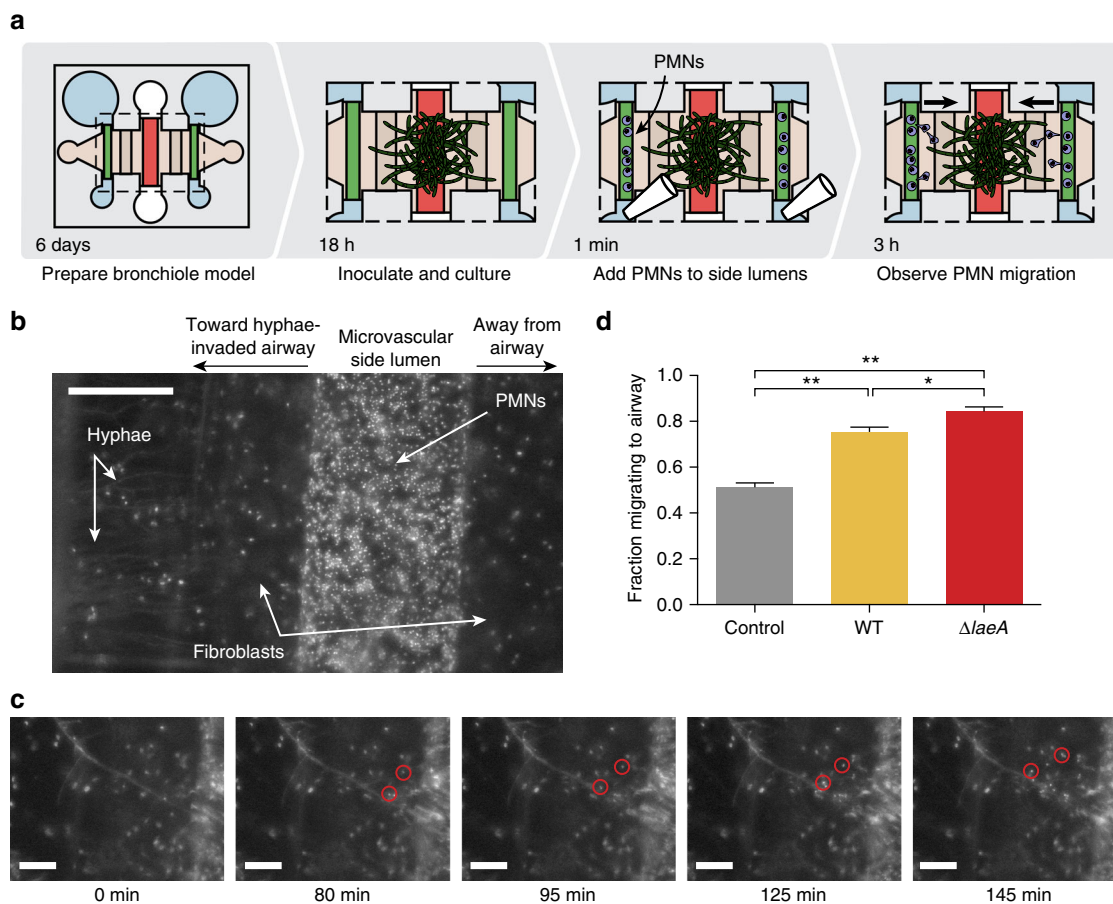 a
PMNs
6 days
18 h
1 min
3 h
Prepare bronchiole model
Inoculate and culture
Add PMNs to side lumens
Observe PMN migration
b
Toward hyphae-
invaded airway
Microvascular
side lumen
Away from
airway
Hyphae
PMNs
Fibroblasts
d
**
**
*
Fraction migrating to airway
1.0
0.8
0.6
0.4
0.2
0.0
Control
WT
ΔlaeA
c
0 min
80 min
95 min
125 min
145 min